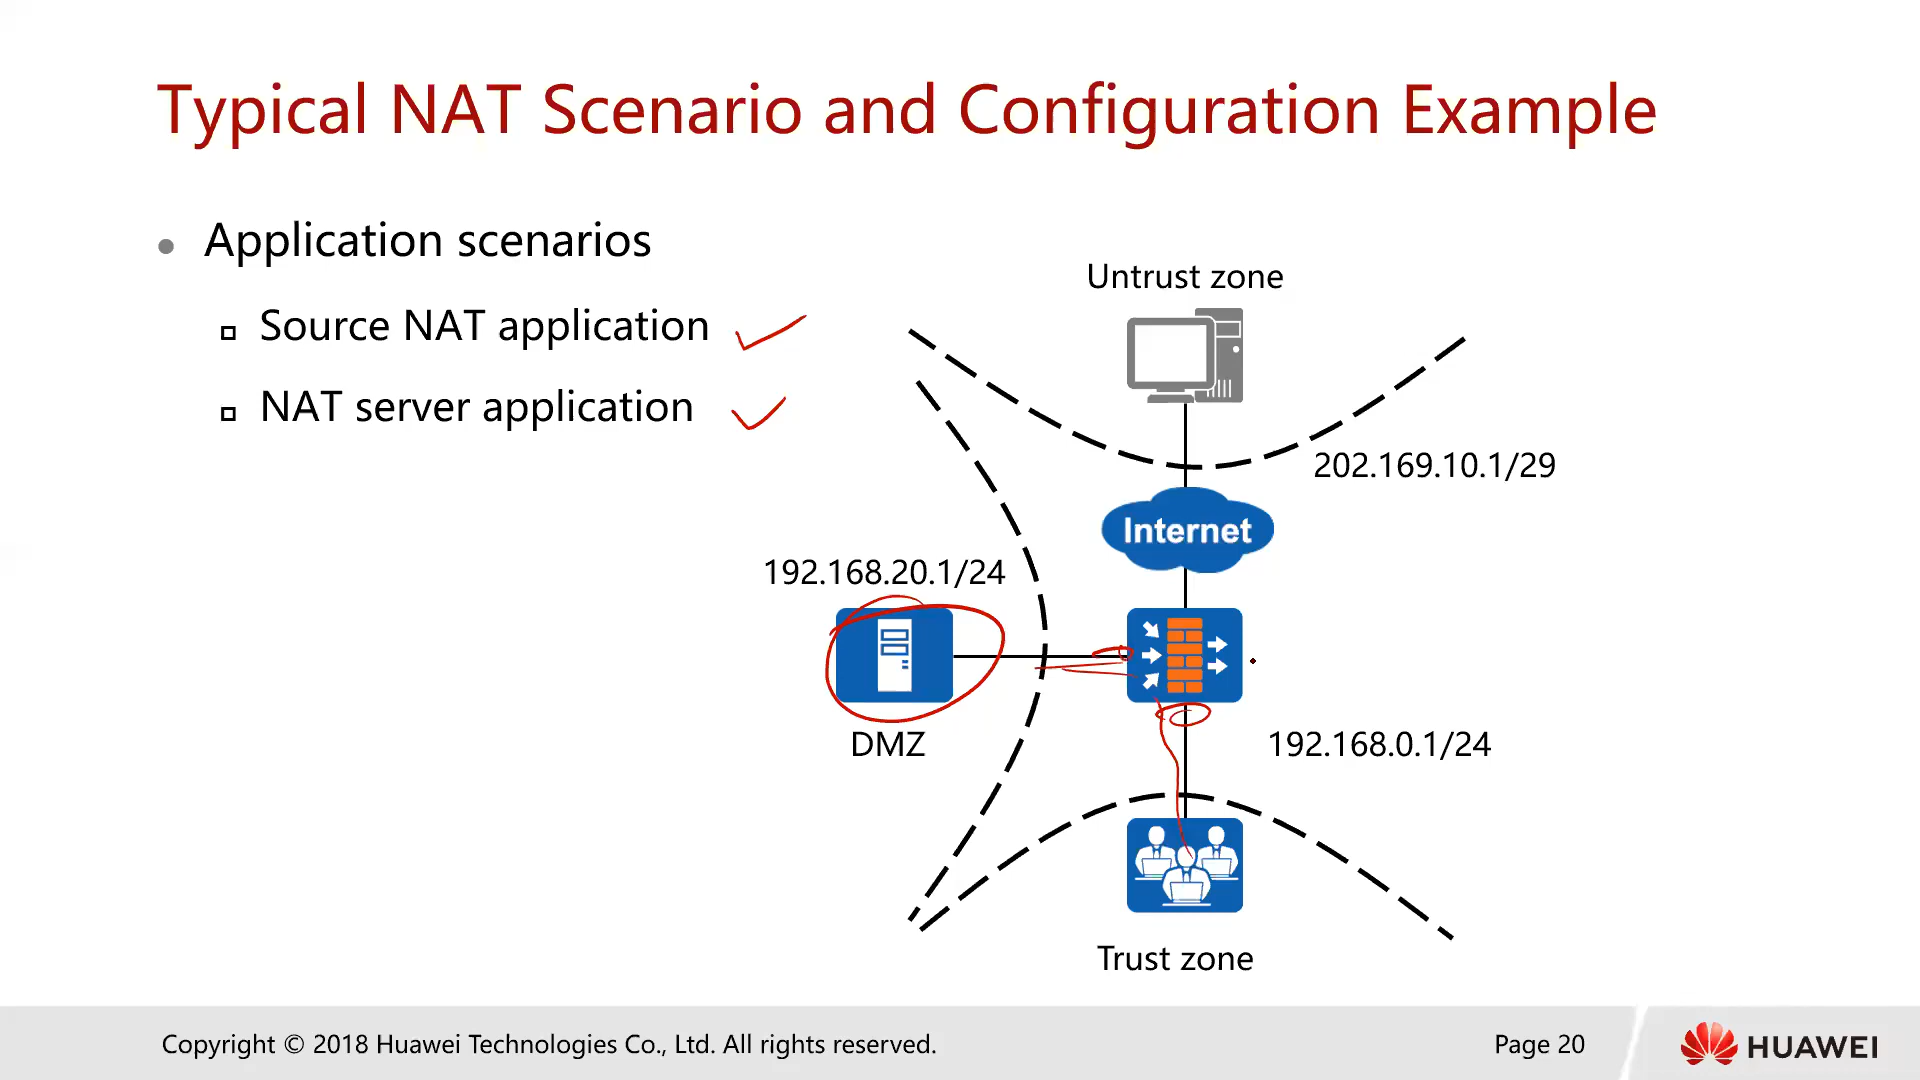 Typical NAT Scenario and Configuration Example
Application scenarios
Source NAT application
NAT server application
Untrust zone
202.169.10.1/29
Internet
192.168.20.1/24
DMZ
192.168.0.1/24
Trust zone
Copyright © 2018 Huawei Technologies Co., Ltd. All rights reserved.
Page 20
HUAWEI